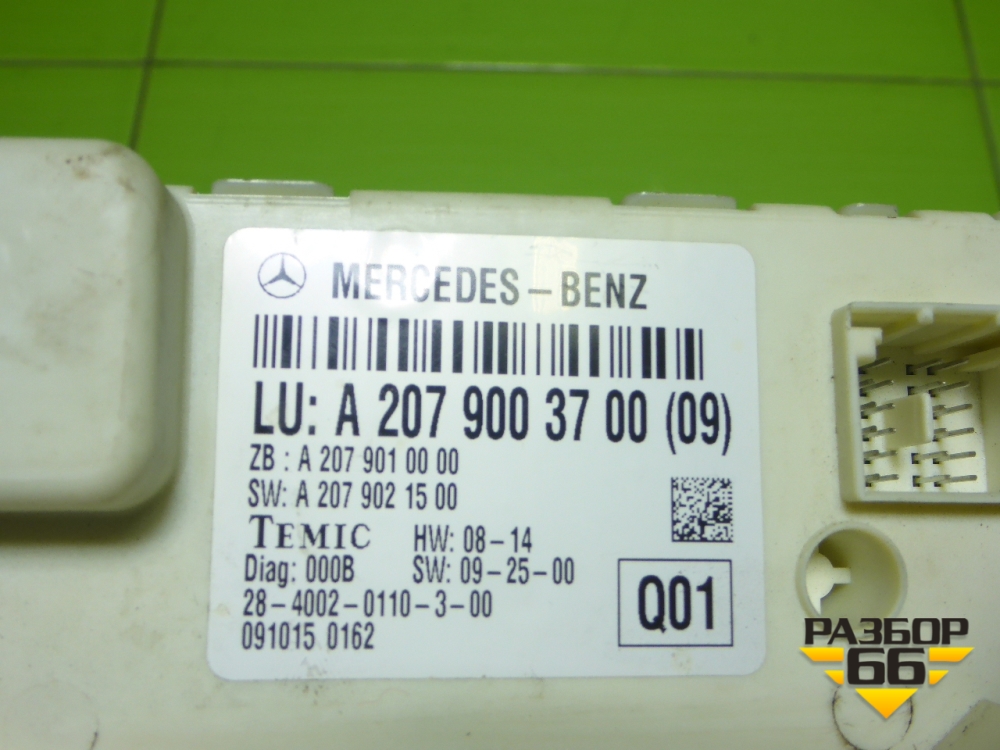 MERCEDES-BENZ
LU: A 207 900 37 00 (09)
ZB : A 207 901 00 00
SW: A 207 902 15 00
TEMIC HW: 08-14
Diag: 000B SW: 09-25-00
28-4002-0110-3-00
091015 0162
Q01
РАЗБОР
66